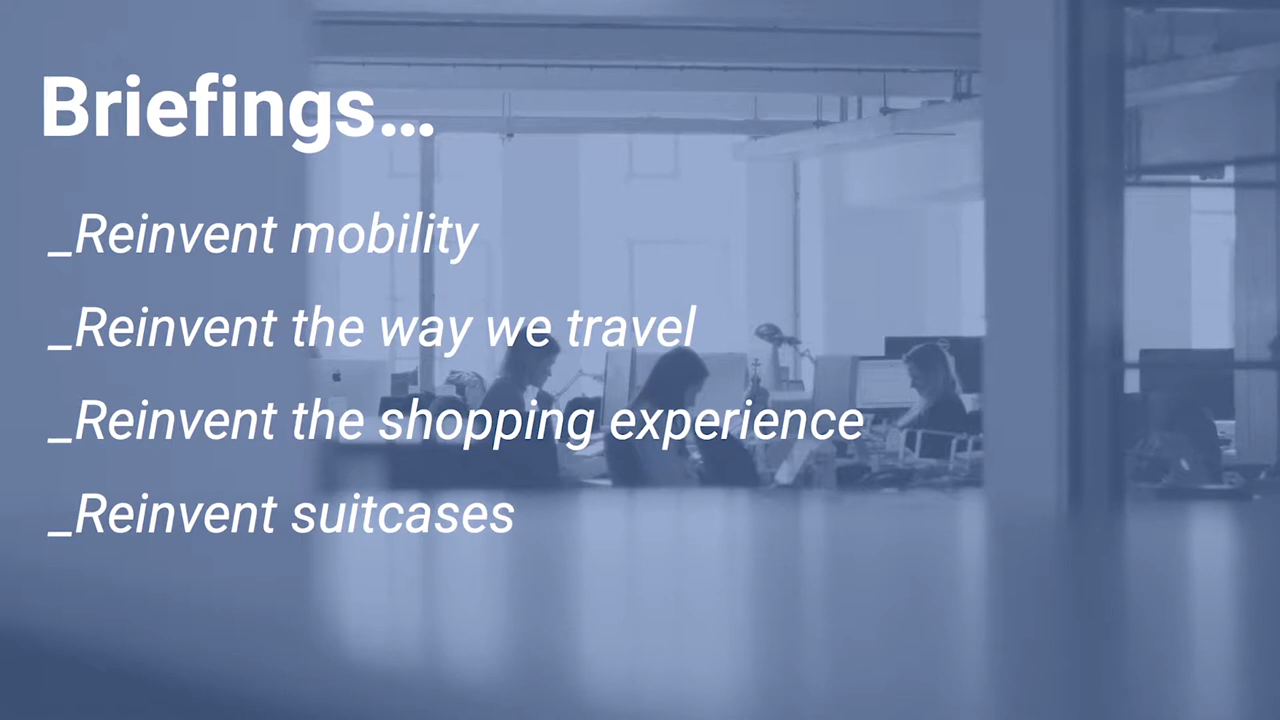 Briefings...
_Reinvent mobility
_Reinvent the way we travel
_Reinvent the shopping experience
_Reinvent suitcases